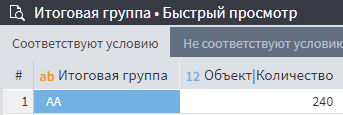 Итоговая группа • Быстрый просмотр
Соответствуют условию Не соответствуют условию
# ab Итоговая группа 12 Объект|Количество
1 AA 240